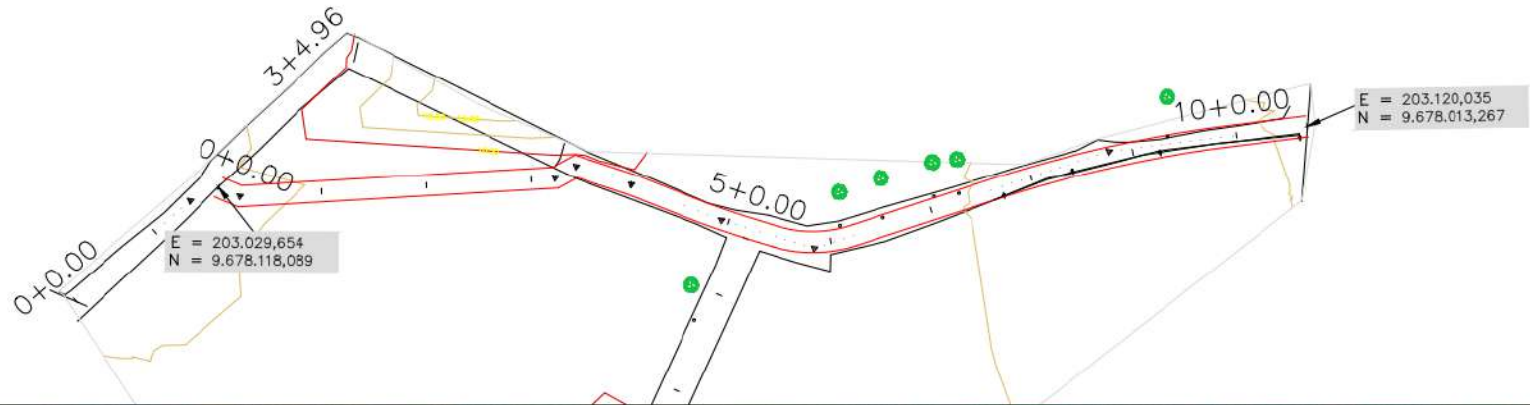 3+4.96
0+0.00
0+0.00
E = 203.029,654
N = 9.678.118,089
5+0.00
10+0.00
E = 203.120,035
N = 9.678.013,267